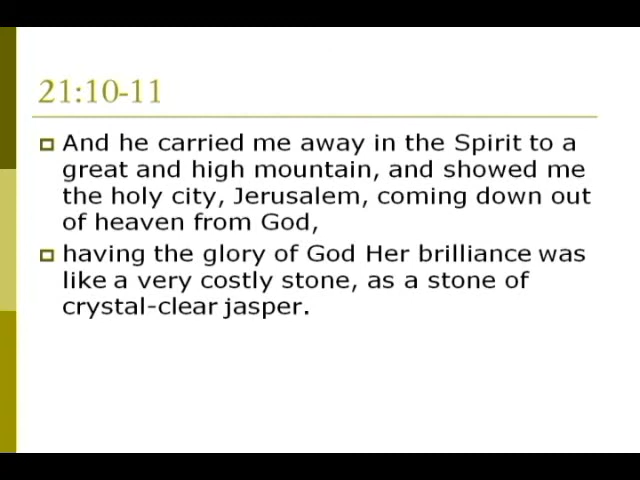 21:10-11
And he carried me away in the Spirit to a
great and high mountain, and showed me
the holy city, Jerusalem, coming down out
of heaven from God,
having the glory of God Her brilliance was
like a very costly stone, as a stone of
crystal-clear jasper.